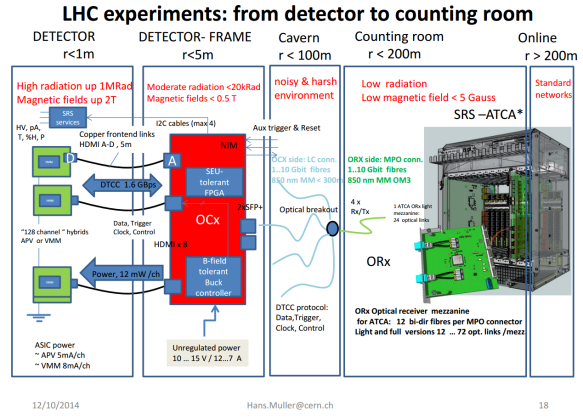 LHC experiments: from detector to counting room
DETECTOR
r<1m
DETECTOR- FRAME
r<5m
Cavern
r < 100m
Counting room
r < 200m
Online
r > 200m
High radiation up 1MRad
Magnetic fields up 2T
SRS
services
HV, pA,
T, %H, P
Copper frontend links
HDMI A-D , 5m
D
DTCC 1.6 GBps
Data, Trigger,
Clock, Control
"128 channel " hybrids
APV or VMM
Power, 12 mW /ch
ASIC power
~ APV 5mA/ch
~ VMM 8mA/ch
Moderate radiation <20kRad
Magnetic fields < 0.5 T
I2C cables (max 4)
NIM
A
SEU-
tolerant
FPGA
OCx
2xSFP+
HDMI x 8
B-field
tolerant
Buck
controller
Unregulated power
10 ... 15 V / 12...7 A
noisy & harsh
environment
Aux trigger & Reset
OCX side: LC conn.
1..10 Gbit fibres
850 nm MM < 300m
Optical breakout
DTCC protocol:
Data,Trigger,
Clock, Control
Low radiation
Low magnetic field < 5 Gauss
SRS –ATCA*
ORX side: MPO conn.
1..10 Gbit fibres
850 nm MM OM3
4 x
Rx/Tx
1 ATCA ORx light
mezzanine:
24 optical links
ORx
ORx Optical receiver mezzanine
for ATCA: 12 bi-dir fibres per MPO connector
Light and full versions 12 ... 72 opt. links /mezz
Standard
networks
12/10/2014
Hans.Muller@cern.ch
18